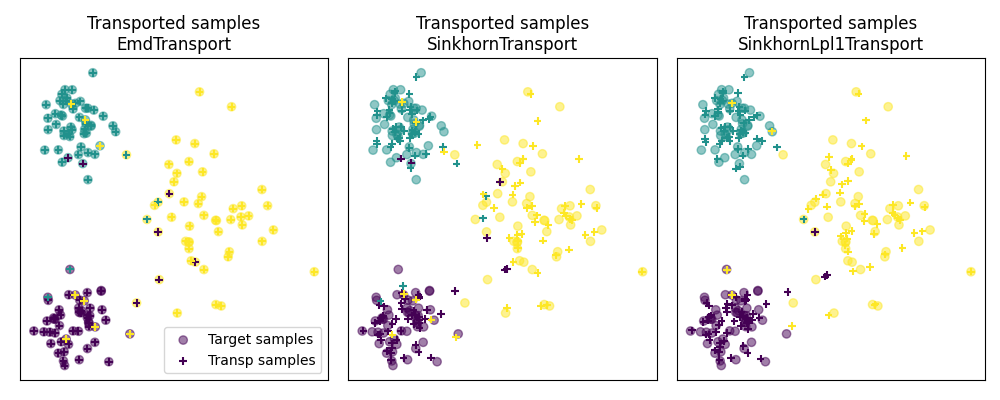 Transported samples
EmdTransport
Transported samples
SinkhornTransport
Transported samples
SinkhornLpl1Transport
Target samples
Transp samples